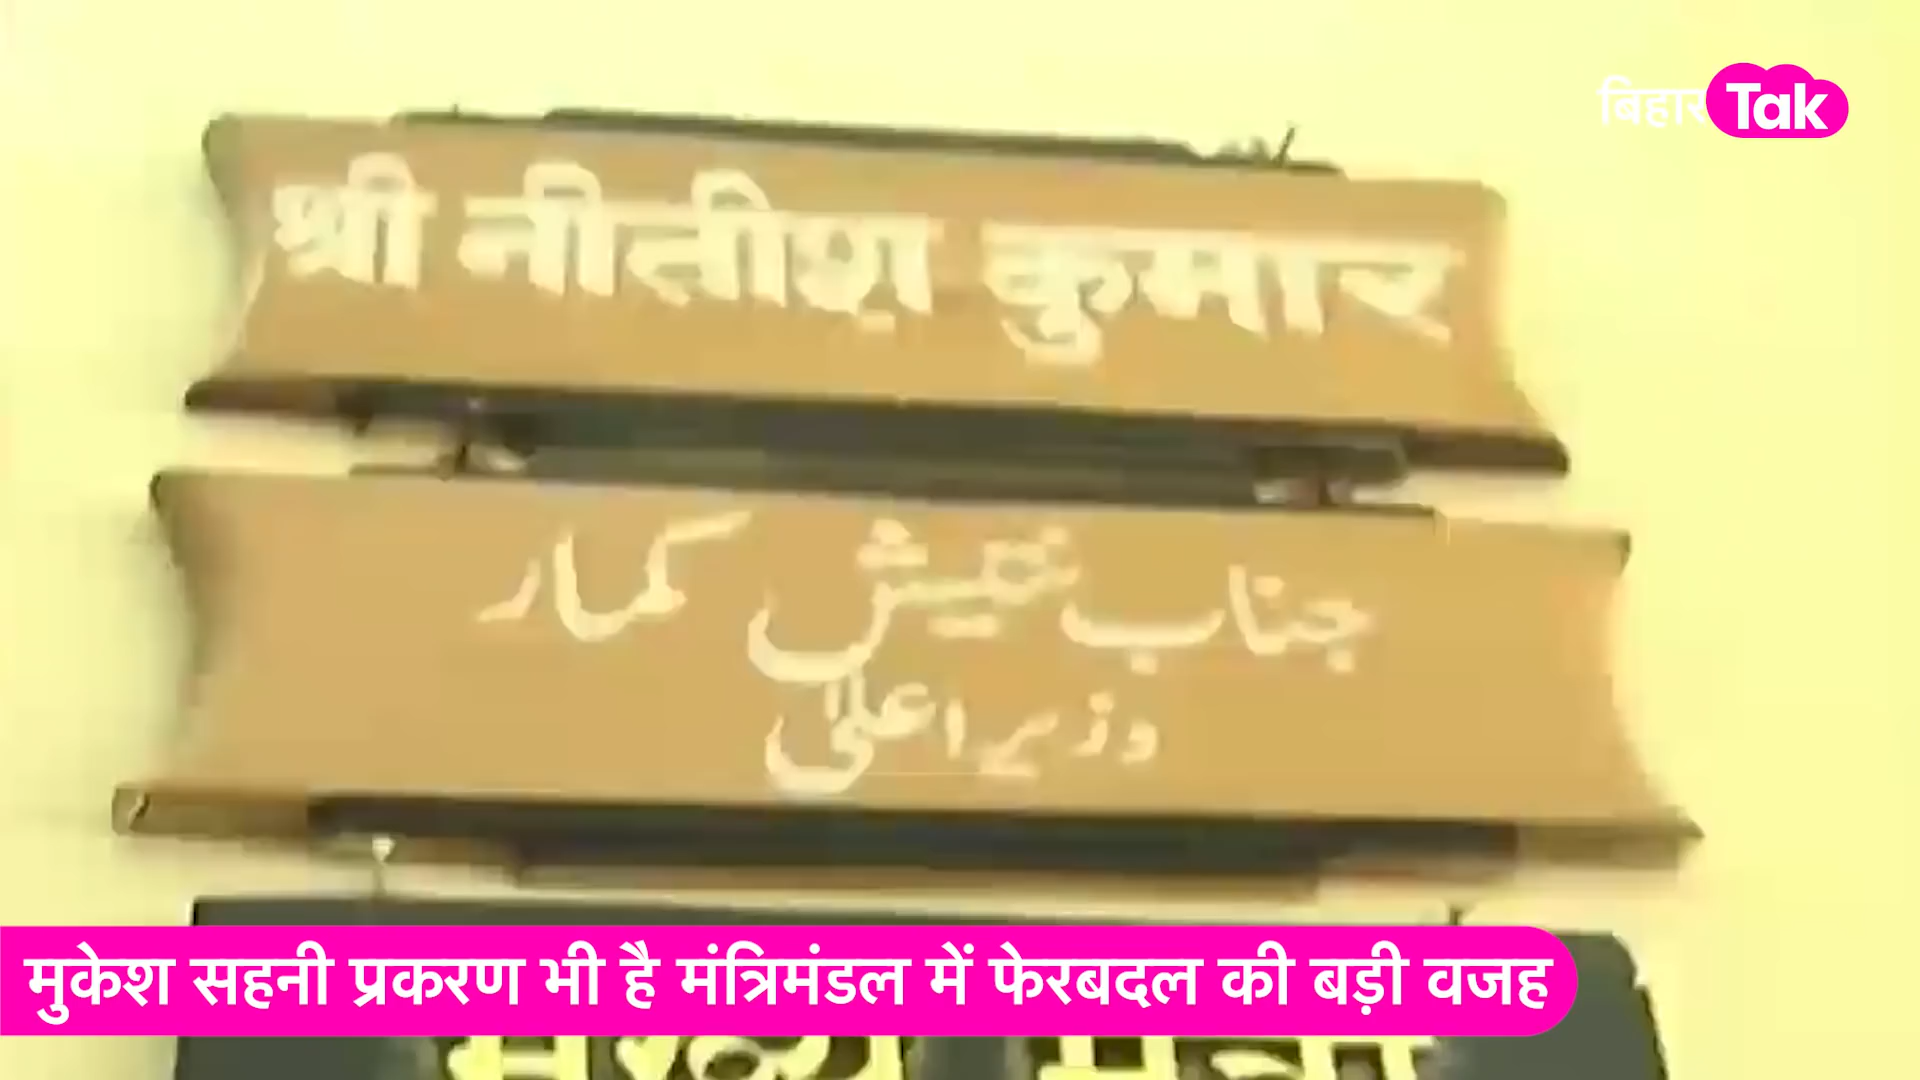 बिहार Tak
श्री नीतीश कुमार
جناب نتیش کمار
وزیر اعلیٰ
मुकेश सहनी प्रकरण भी है मंत्रिमंडल में फेरबदल की बड़ी वजह